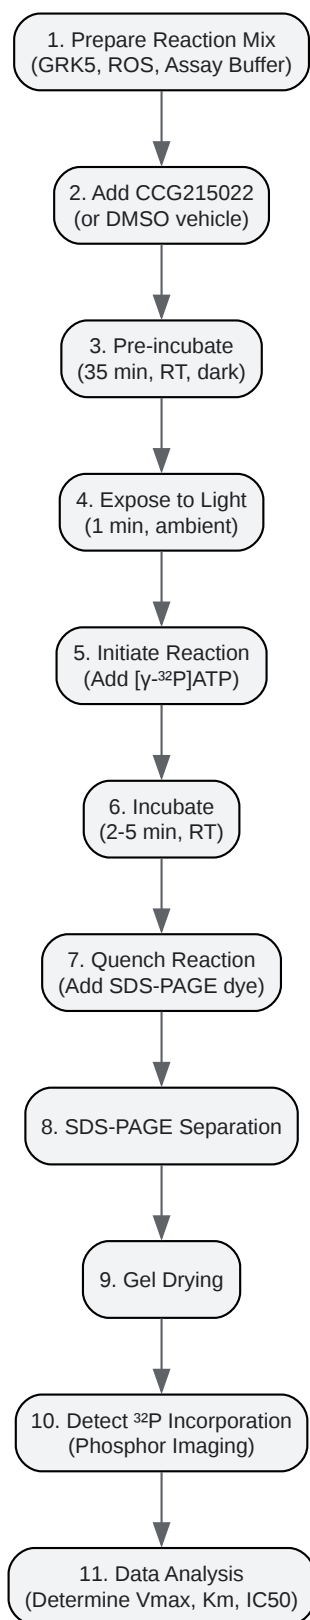 1. Prepare Reaction Mix
(GRK5, ROS, Assay Buffer)
2. Add CCG215022
(or DMSO vehicle)
3. Pre-incubate
(35 min, RT, dark)
4. Expose to Light
(1 min, ambient)
5. Initiate Reaction
(Add [γ-³²P]ATP)
6. Incubate
(2-5 min, RT)
7. Quench Reaction
(Add SDS-PAGE dye)
8. SDS-PAGE Separation
9. Gel Drying
10. Detect ³²P Incorporation
(Phosphor Imaging)
11. Data Analysis
(Determine Vmax, Km, IC50)